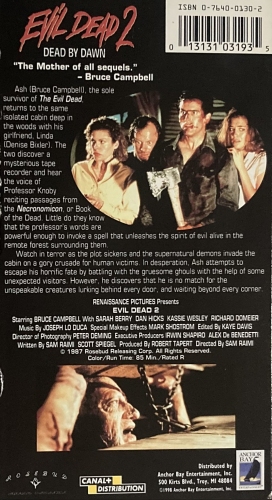 ISBN 0-7640-0130-2
EVIL DEAD 2
DEAD BY DAWN
"The Mother of all sequels."
– Bruce Campbell
0 13131 03193 5
Ash (Bruce Campbell), the sole
survivor of The Evil Dead,
returns to the same
isolated cabin deep in
the woods with his
girlfriend, Linda
(Denise Bixler). The
two discover a
mysterious tape
recorder and hear
the voice of
Professor Knoby
reciting passages from
the Necronomicon, or Book
of the Dead. Little do they know
that the professor's words are
powerful enough to invoke a spell that unleashes the spirit of evil alive in the
remote forest surrounding them.
Watch in terror as the plot sickens and the supernatural demons invade the
cabin on a gory crusade for human victims. In desperation, Ash attempts to
escape his horrific fate by battling with the gruesome ghouls with the help of some
unexpected visitors. However, he discovers that he is no match for the
unspeakable creatures lurking behind every door, and waiting beyond every corner.
RENAISSANCE PICTURES Presents
EVIL DEAD 2
Starring BRUCE CAMPBELL With SARAH BERRY DAN HICKS KASSIE WESLEY RICHARD DOMEIER
Music By JOSEPH LO DUCA Special Makeup Effects MARK SHOSTROM Edited By KAYE DAVIS
Director of Photography PETER DEMING Executive Producers IRWIN SHAPIRO ALEX De BENEDETTI
Written By SAM RAIMI SCOTT SPIEGEL Produced By ROBERT TAPERT Directed By SAM RAIMI
© 1987 Rosebud Releasing Corp. All Rights Reserved.
Color/Run Time: 85 Min./Rated R
ROSEBUD
CANAL+
DISTRIBUTION
Distributed by
Anchor Bay Entertainment, Inc.
500 Kirts Blvd., Troy, MI 48084
©1998 Anchor Bay Entertainment, Inc.
ANCHOR BAY